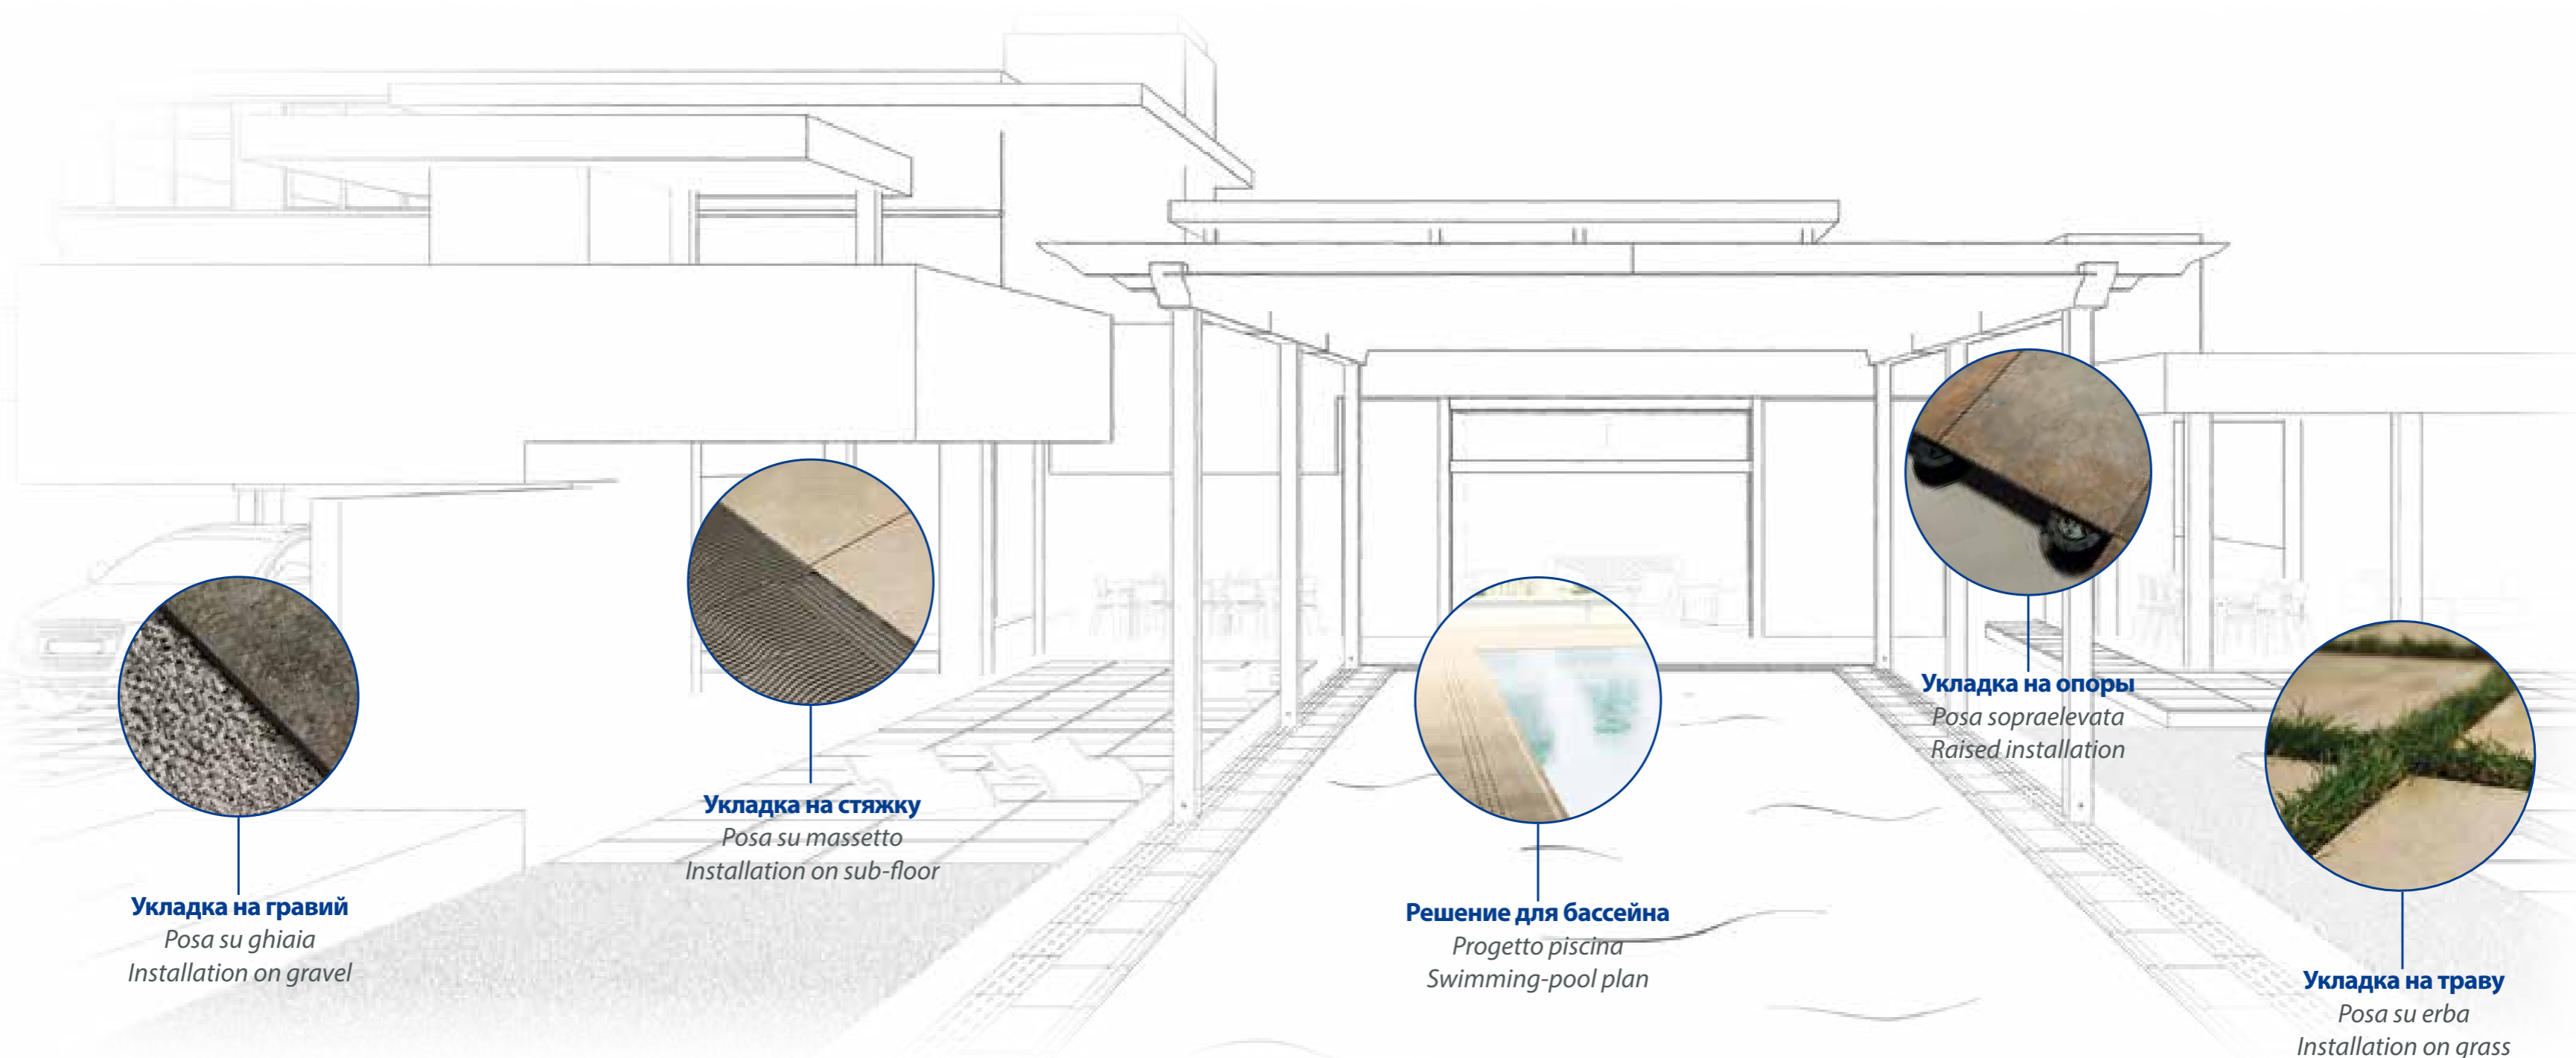 Укладка на гравий
Posa su ghiaia
Installation on gravel
Укладка на стяжку
Posa su massetto
Installation on sub-floor
Решение для бассейна
Progetto piscina
Swimming-pool plan
Укладка на опоры
Posa sopraelevata
Raised installation
Укладка на траву
Posa su erba
Installation on grass